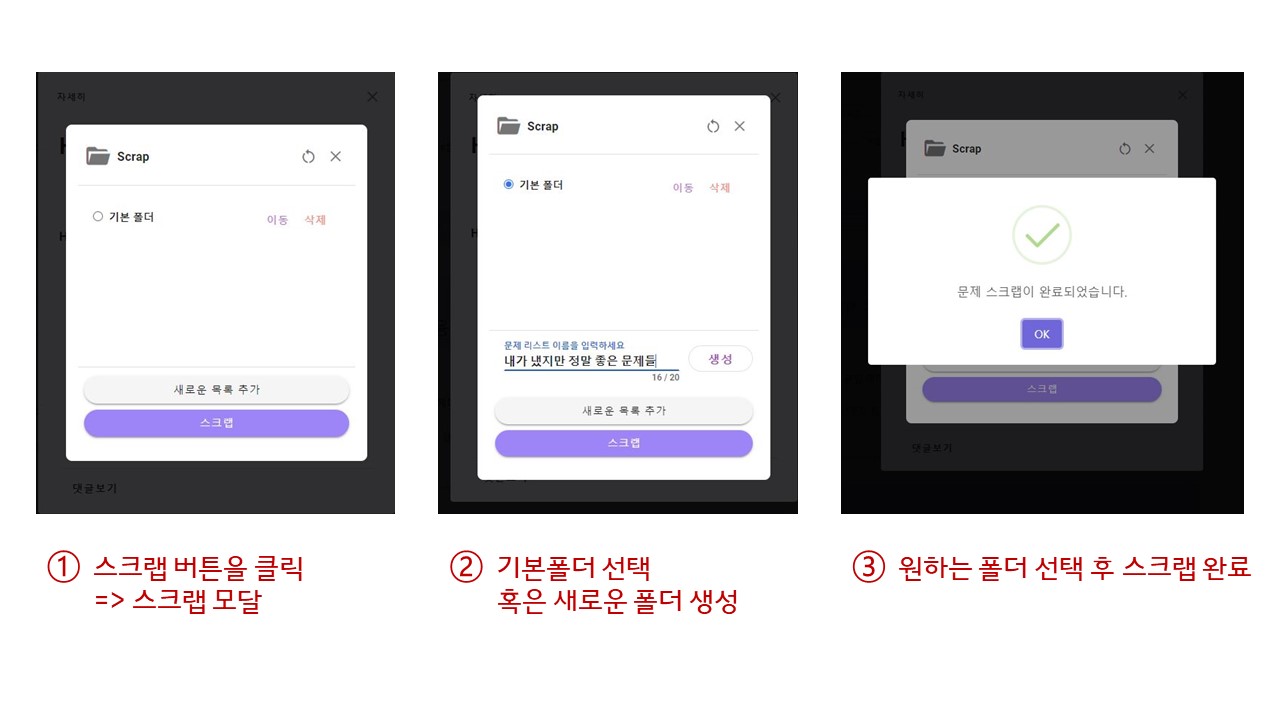 자세히
Scrap
기본 폴더
이동 삭제
새로운 목록 추가
스크랩
댓글보기
① 스크랩 버튼을 클릭
=> 스크랩 모달
Scrap
기본 폴더
이동 삭제
문제 리스트 이름을 입력하세요
내가 냈지만 정말 좋은 문제들
16 / 20
생성
새로운 목록 추가
스크랩
② 기본폴더 선택
혹은 새로운 폴더 생성
자세히
Scrap
문제 스크랩이 완료되었습니다.
OK
스크랩
댓글보기
③ 원하는 폴더 선택 후 스크랩 완료